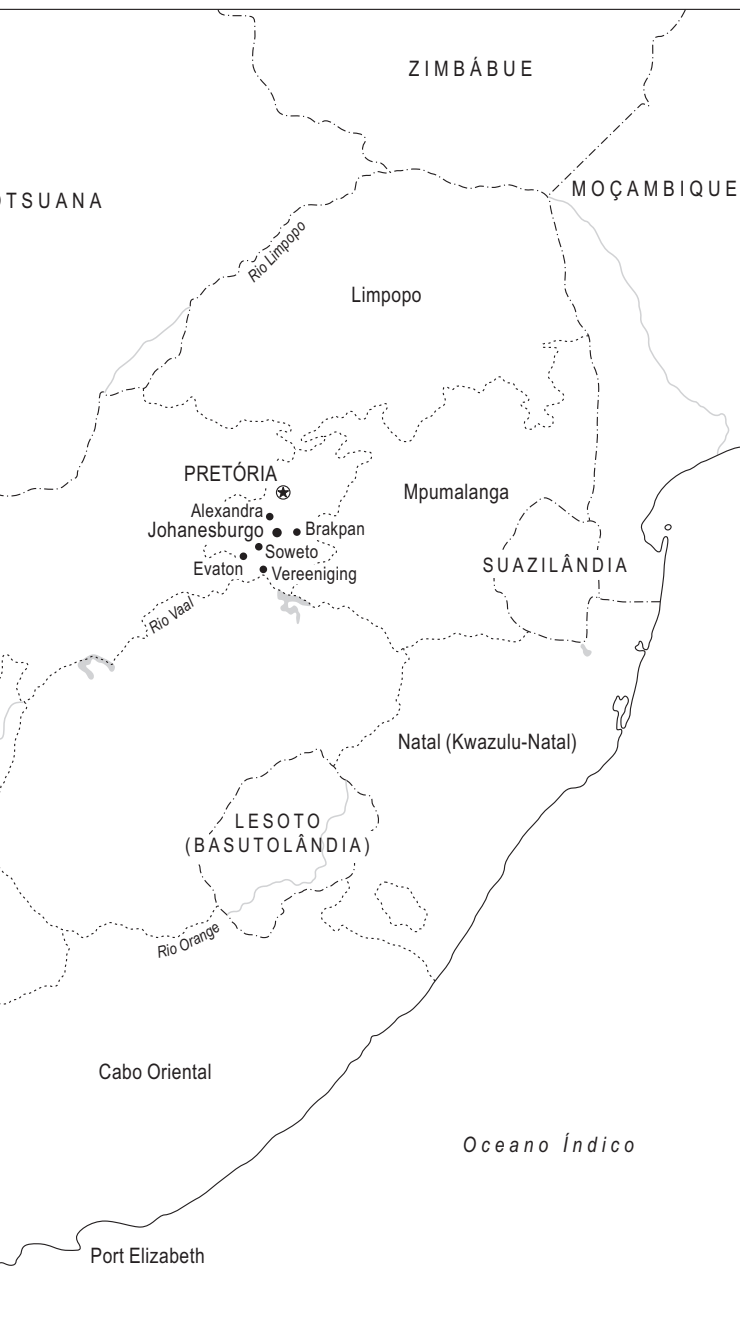 ZIMBÁBUE
MOÇAMBIQUE
OTSUANA
Rio Limpopo
Limpopo
PRETÓRIA
Mpumalanga
Alexandra
Johanesburgo
Brakpan
Soweto
Evaton
Vereeniging
SUAZILÂNDIA
Rio Vaal
Natal (Kwazulu-Natal)
LESOTO
(BASUTOLÂNDIA)
Rio Orange
Cabo Oriental
Oceano Índico
Port Elizabeth